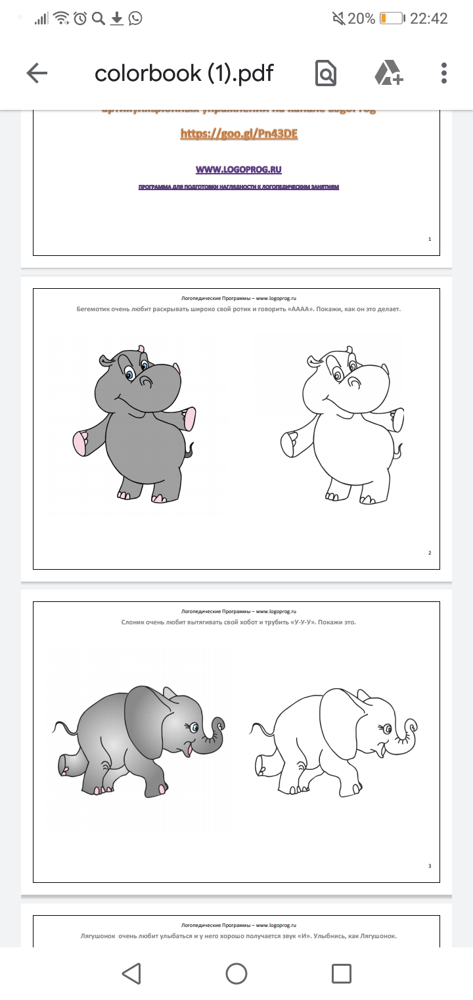 20% 22:42
colorbook (1).pdf
артикуляционных упражнений на канале LogoProg
https://goo.gl/Pn43DE
WWW.LOGOPROG.RU
ПРОГРАММА ДЛЯ ПОДГОТОВКИ НАГЛЯДНОСТИ К ЛОГОПЕДИЧЕСКИМ ЗАНЯТИЯМ
1
Логопедические Программы – www.logoprog.ru
Бегемотик очень любит раскрывать широко свой ротик и говорить «АААА». Покажи, как он это делает.
2
Логопедические Программы – www.logoprog.ru
Слоник очень любит вытягивать свой хобот и трубить «У-У-У». Покажи это.
3
Логопедические Программы – www.logoprog.ru
Лягушонок очень любит улыбаться и у него хорошо получается звук «И». Улыбнись, как Лягушонок.